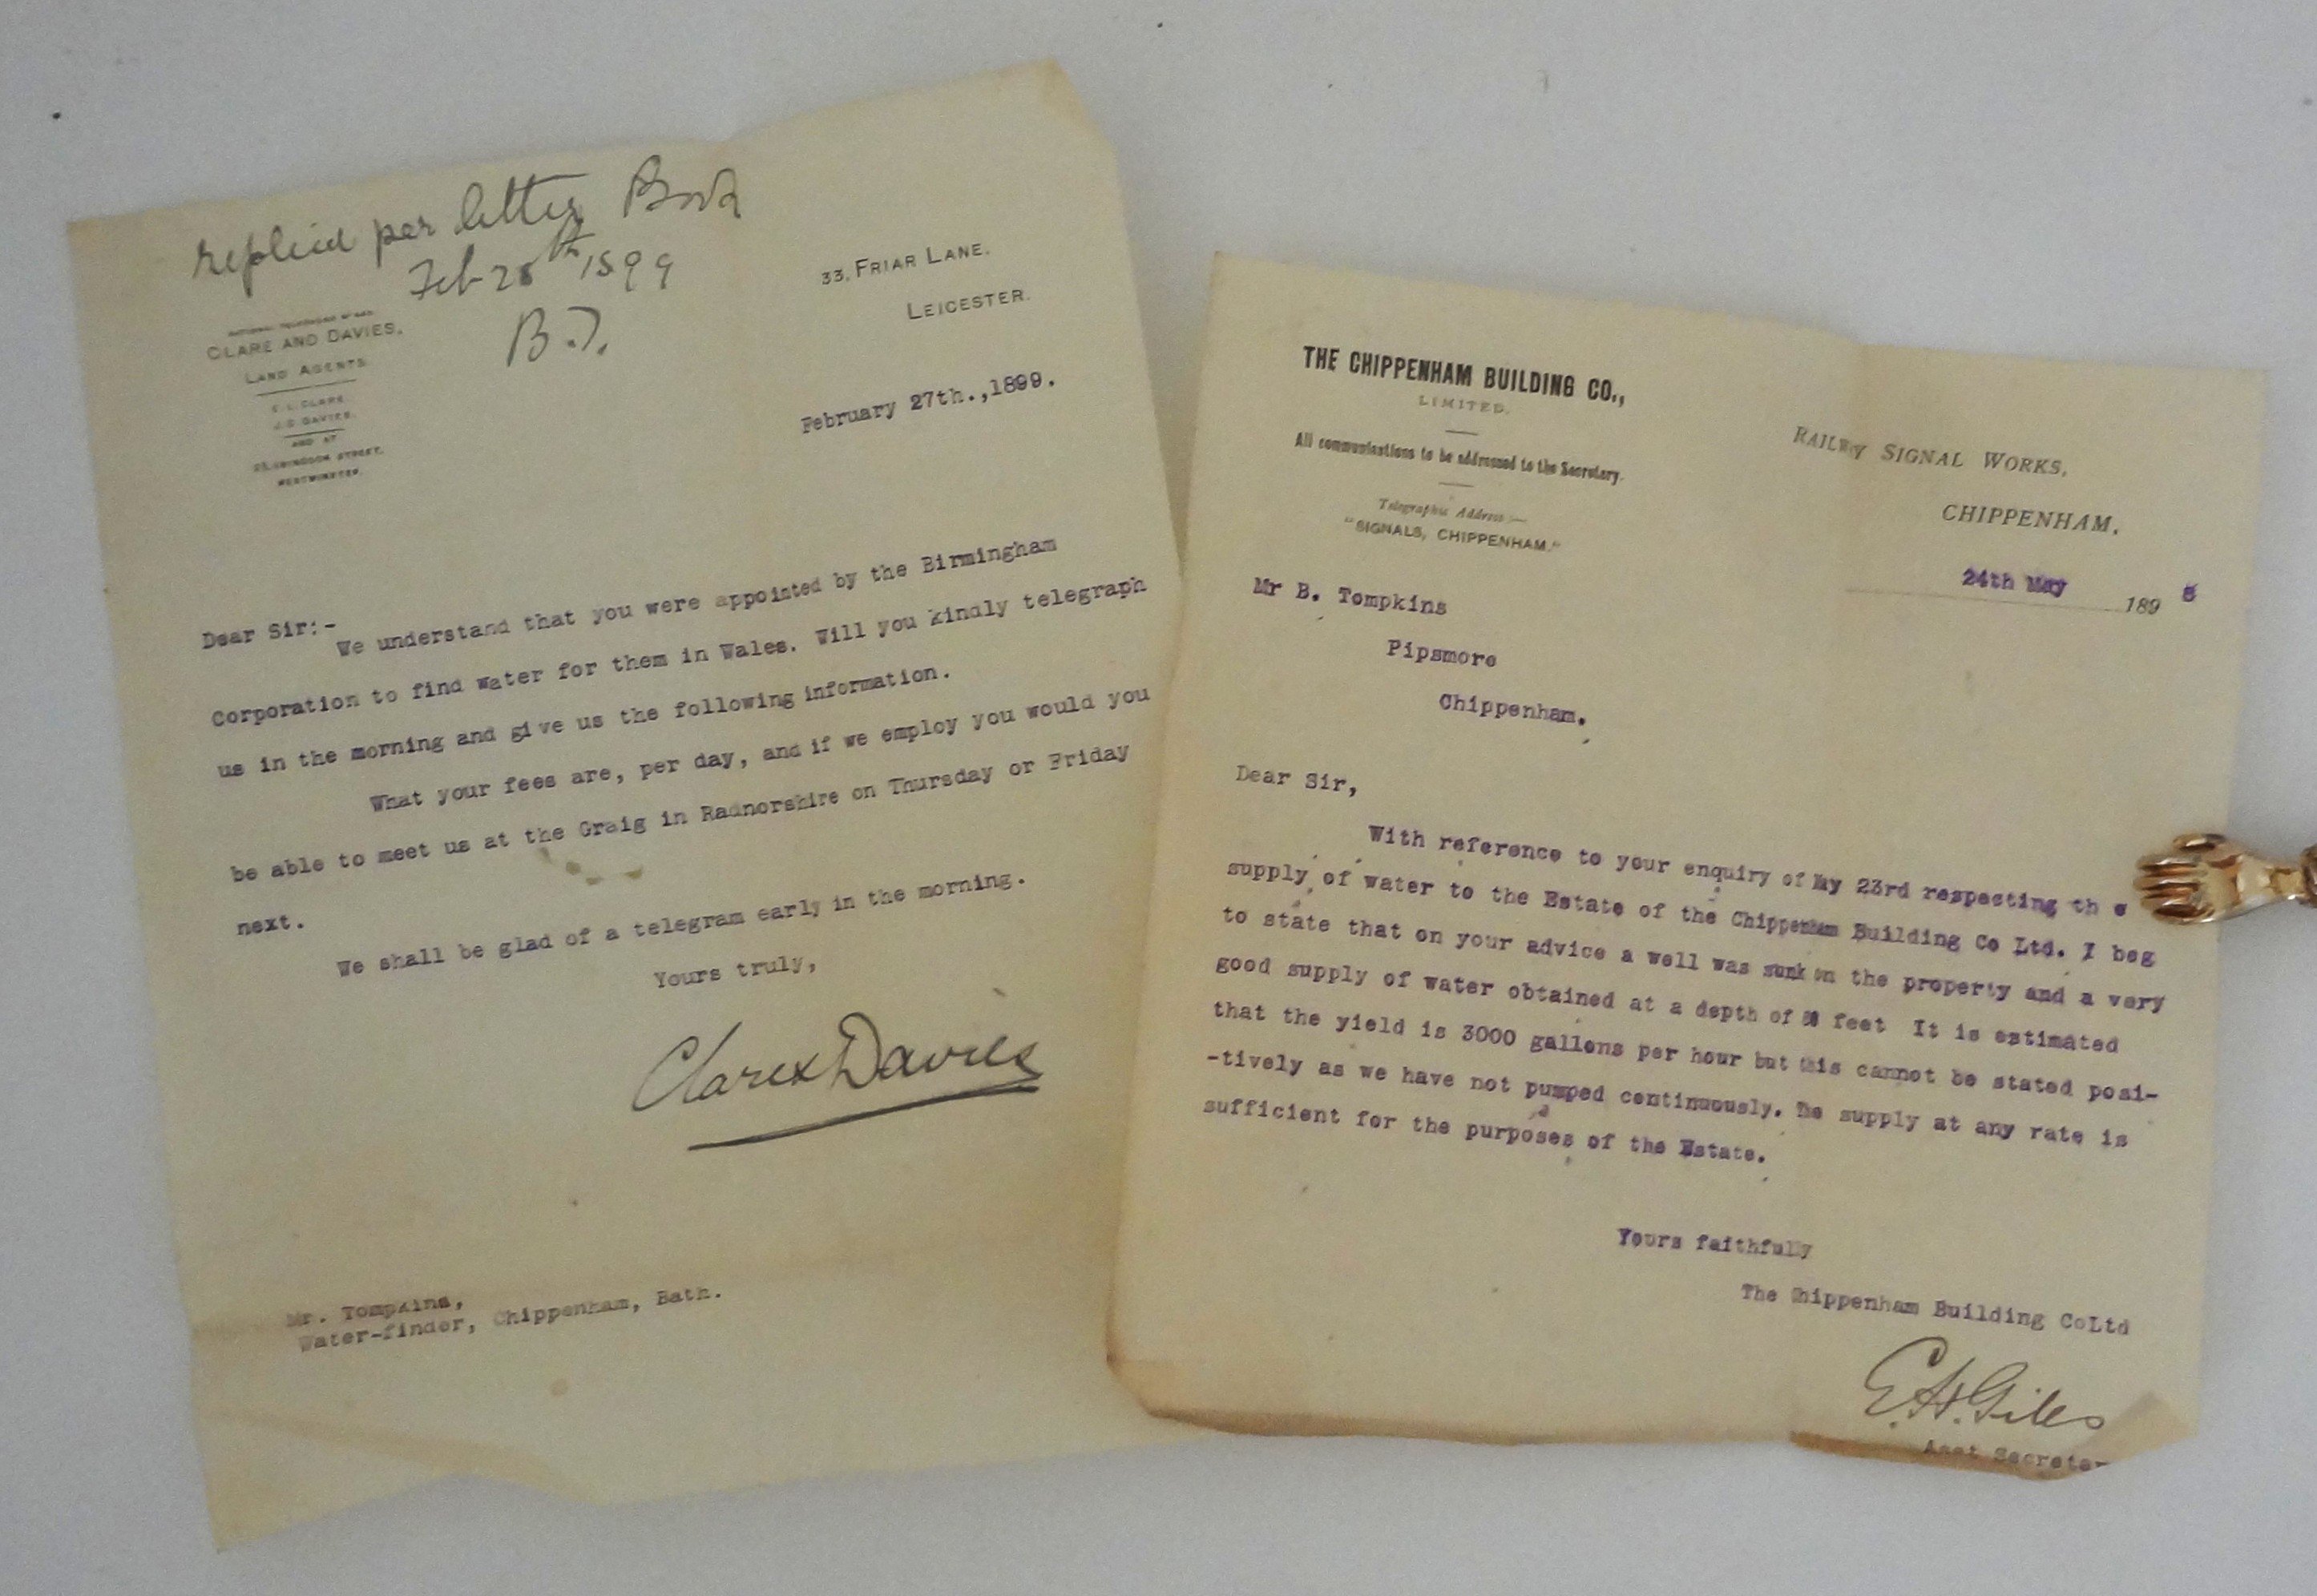 replied per letter Book
Feb 28th 1899
B.T.
CLARE AND DAVIES,
LAND AGENTS.
E. L. CLARE.
J. D. DAVIES.
AND AT
STREET,
WESTMINSTER.
33, FRIAR LANE,
LEICESTER.
February 27th.,1899.
Dear Sir:-
We understand that you were appointed by the Birmingham
Corporation to find water for them in Wales. Will you kindly telegraph
us in the morning and give us the following information.
What your fees are, per day, and if we employ you would you
be able to meet us at the Graig in Radnorshire on Thursday or Friday
next.
We shall be glad of a telegram early in the morning.
Yours truly,
Clare & Davies
Mr. Tompkins,
Water-finder, Chippenham, Bath.
THE CHIPPENHAM BUILDING CO.,
LIMITED.
All communications to be addressed to the Secretary.
Telegraphic Address:—
"SIGNALS, CHIPPENHAM."
RAILWAY SIGNAL WORKS,
CHIPPENHAM,
24th May 189
Mr B. Tompkins
Pipsmore
Chippenham.
Dear Sir,
With reference to your enquiry of My 23rd respecting th e
supply of water to the Estate of the Chippenham Building Co Ltd. I beg
to state that on your advice a well was sunk on the property and a very
good supply of water obtained at a depth of feet It is estimated
that the yield is 3000 gallons per hour but this cannot be stated posi-
-tively as we have not pumped continuously. The supply at any rate is
sufficient for the purposes of the Estate.
Yours faithfully
The Chippenham Building CoLtd
E.H.Giles
Asst Secretar